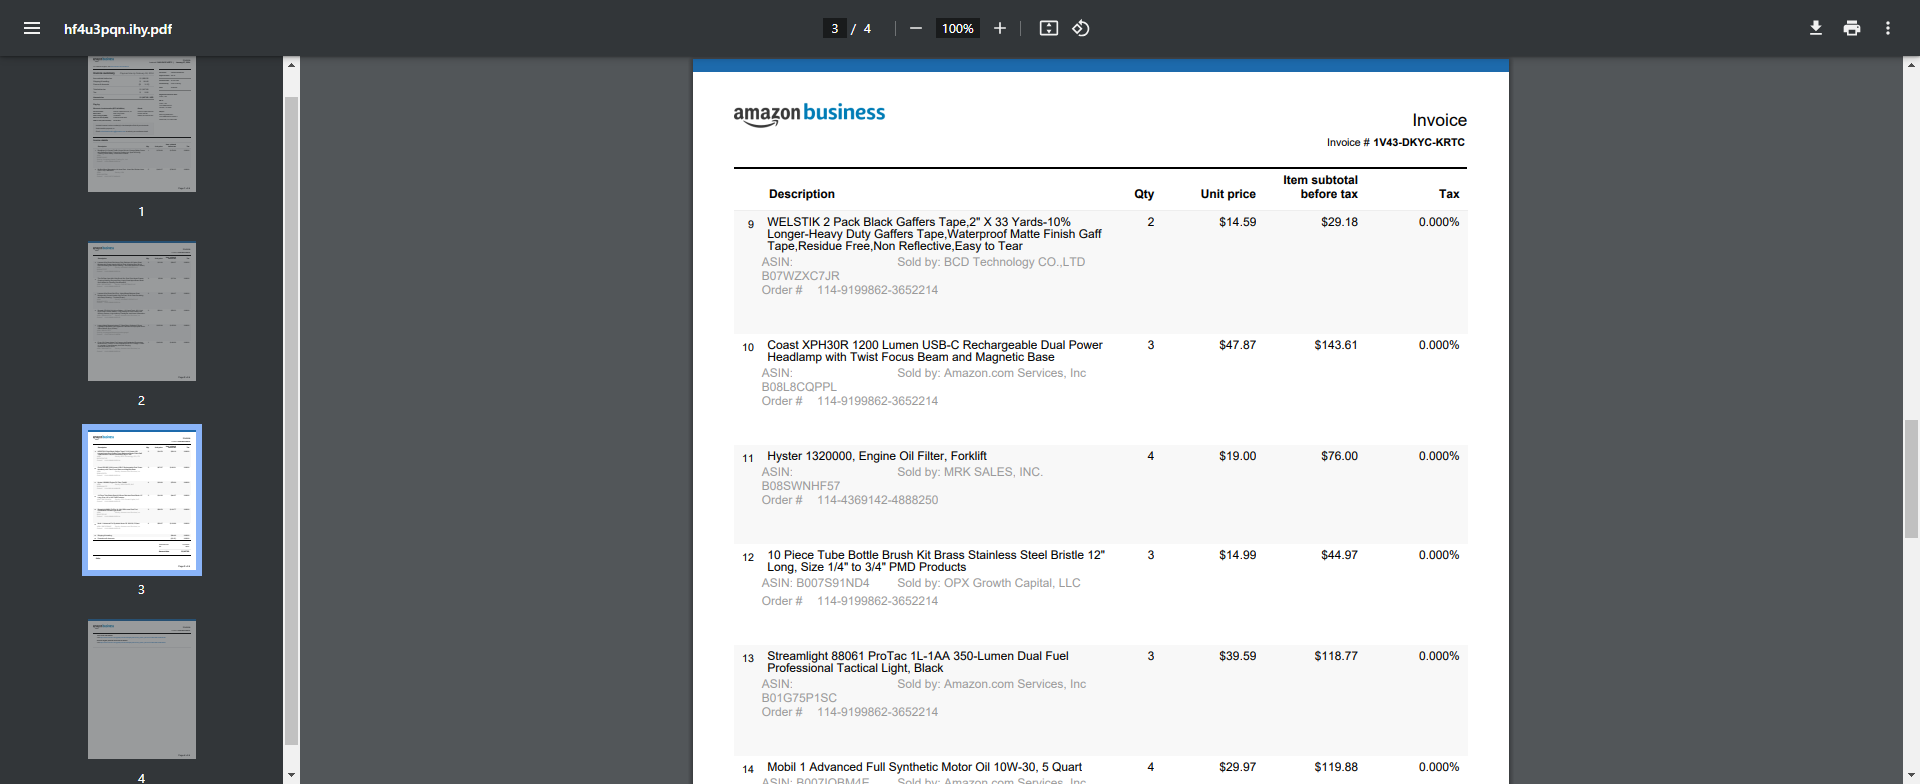 hf4u3pqn.ihy.pdf
3 / 4
100%
1
2
3
4
amazon business
Invoice
Invoice # 1V43-DKYC-KRTC
Description Qty Unit price Item subtotal before tax Tax
9 WELSTIK 2 Pack Black Gaffers Tape,2" X 33 Yards-10% 2 $14.59 $29.18 0.000%
Longer-Heavy Duty Gaffers Tape,Waterproof Matte Finish Gaff
Tape,Residue Free,Non Reflective,Easy to Tear
ASIN: Sold by: BCD Technology CO.,LTD
B07WZXC7JR
Order # 114-9199862-3652214
10 Coast XPH30R 1200 Lumen USB-C Rechargeable Dual Power 3 $47.87 $143.61 0.000%
Headlamp with Twist Focus Beam and Magnetic Base
ASIN: Sold by: Amazon.com Services, Inc
B08L8CQPPL
Order # 114-9199862-3652214
11 Hyster 1320000, Engine Oil Filter, Forklift 4 $19.00 $76.00 0.000%
ASIN: Sold by: MRK SALES, INC.
B08SWNHF57
Order # 114-4369142-4888250
12 10 Piece Tube Bottle Brush Kit Brass Stainless Steel Bristle 12" 3 $14.99 $44.97 0.000%
Long, Size 1/4" to 3/4" PMD Products
ASIN: B007S91ND4 Sold by: OPX Growth Capital, LLC
Order # 114-9199862-3652214
13 Streamlight 88061 ProTac 1L-1AA 350-Lumen Dual Fuel 3 $39.59 $118.77 0.000%
Professional Tactical Light, Black
ASIN: Sold by: Amazon.com Services, Inc
B01G75P1SC
Order # 114-9199862-3652214
14 Mobil 1 Advanced Full Synthetic Motor Oil 10W-30, 5 Quart 4 $29.97 $119.88 0.000%
ASIN: Sold by: Amazon.com Services, Inc